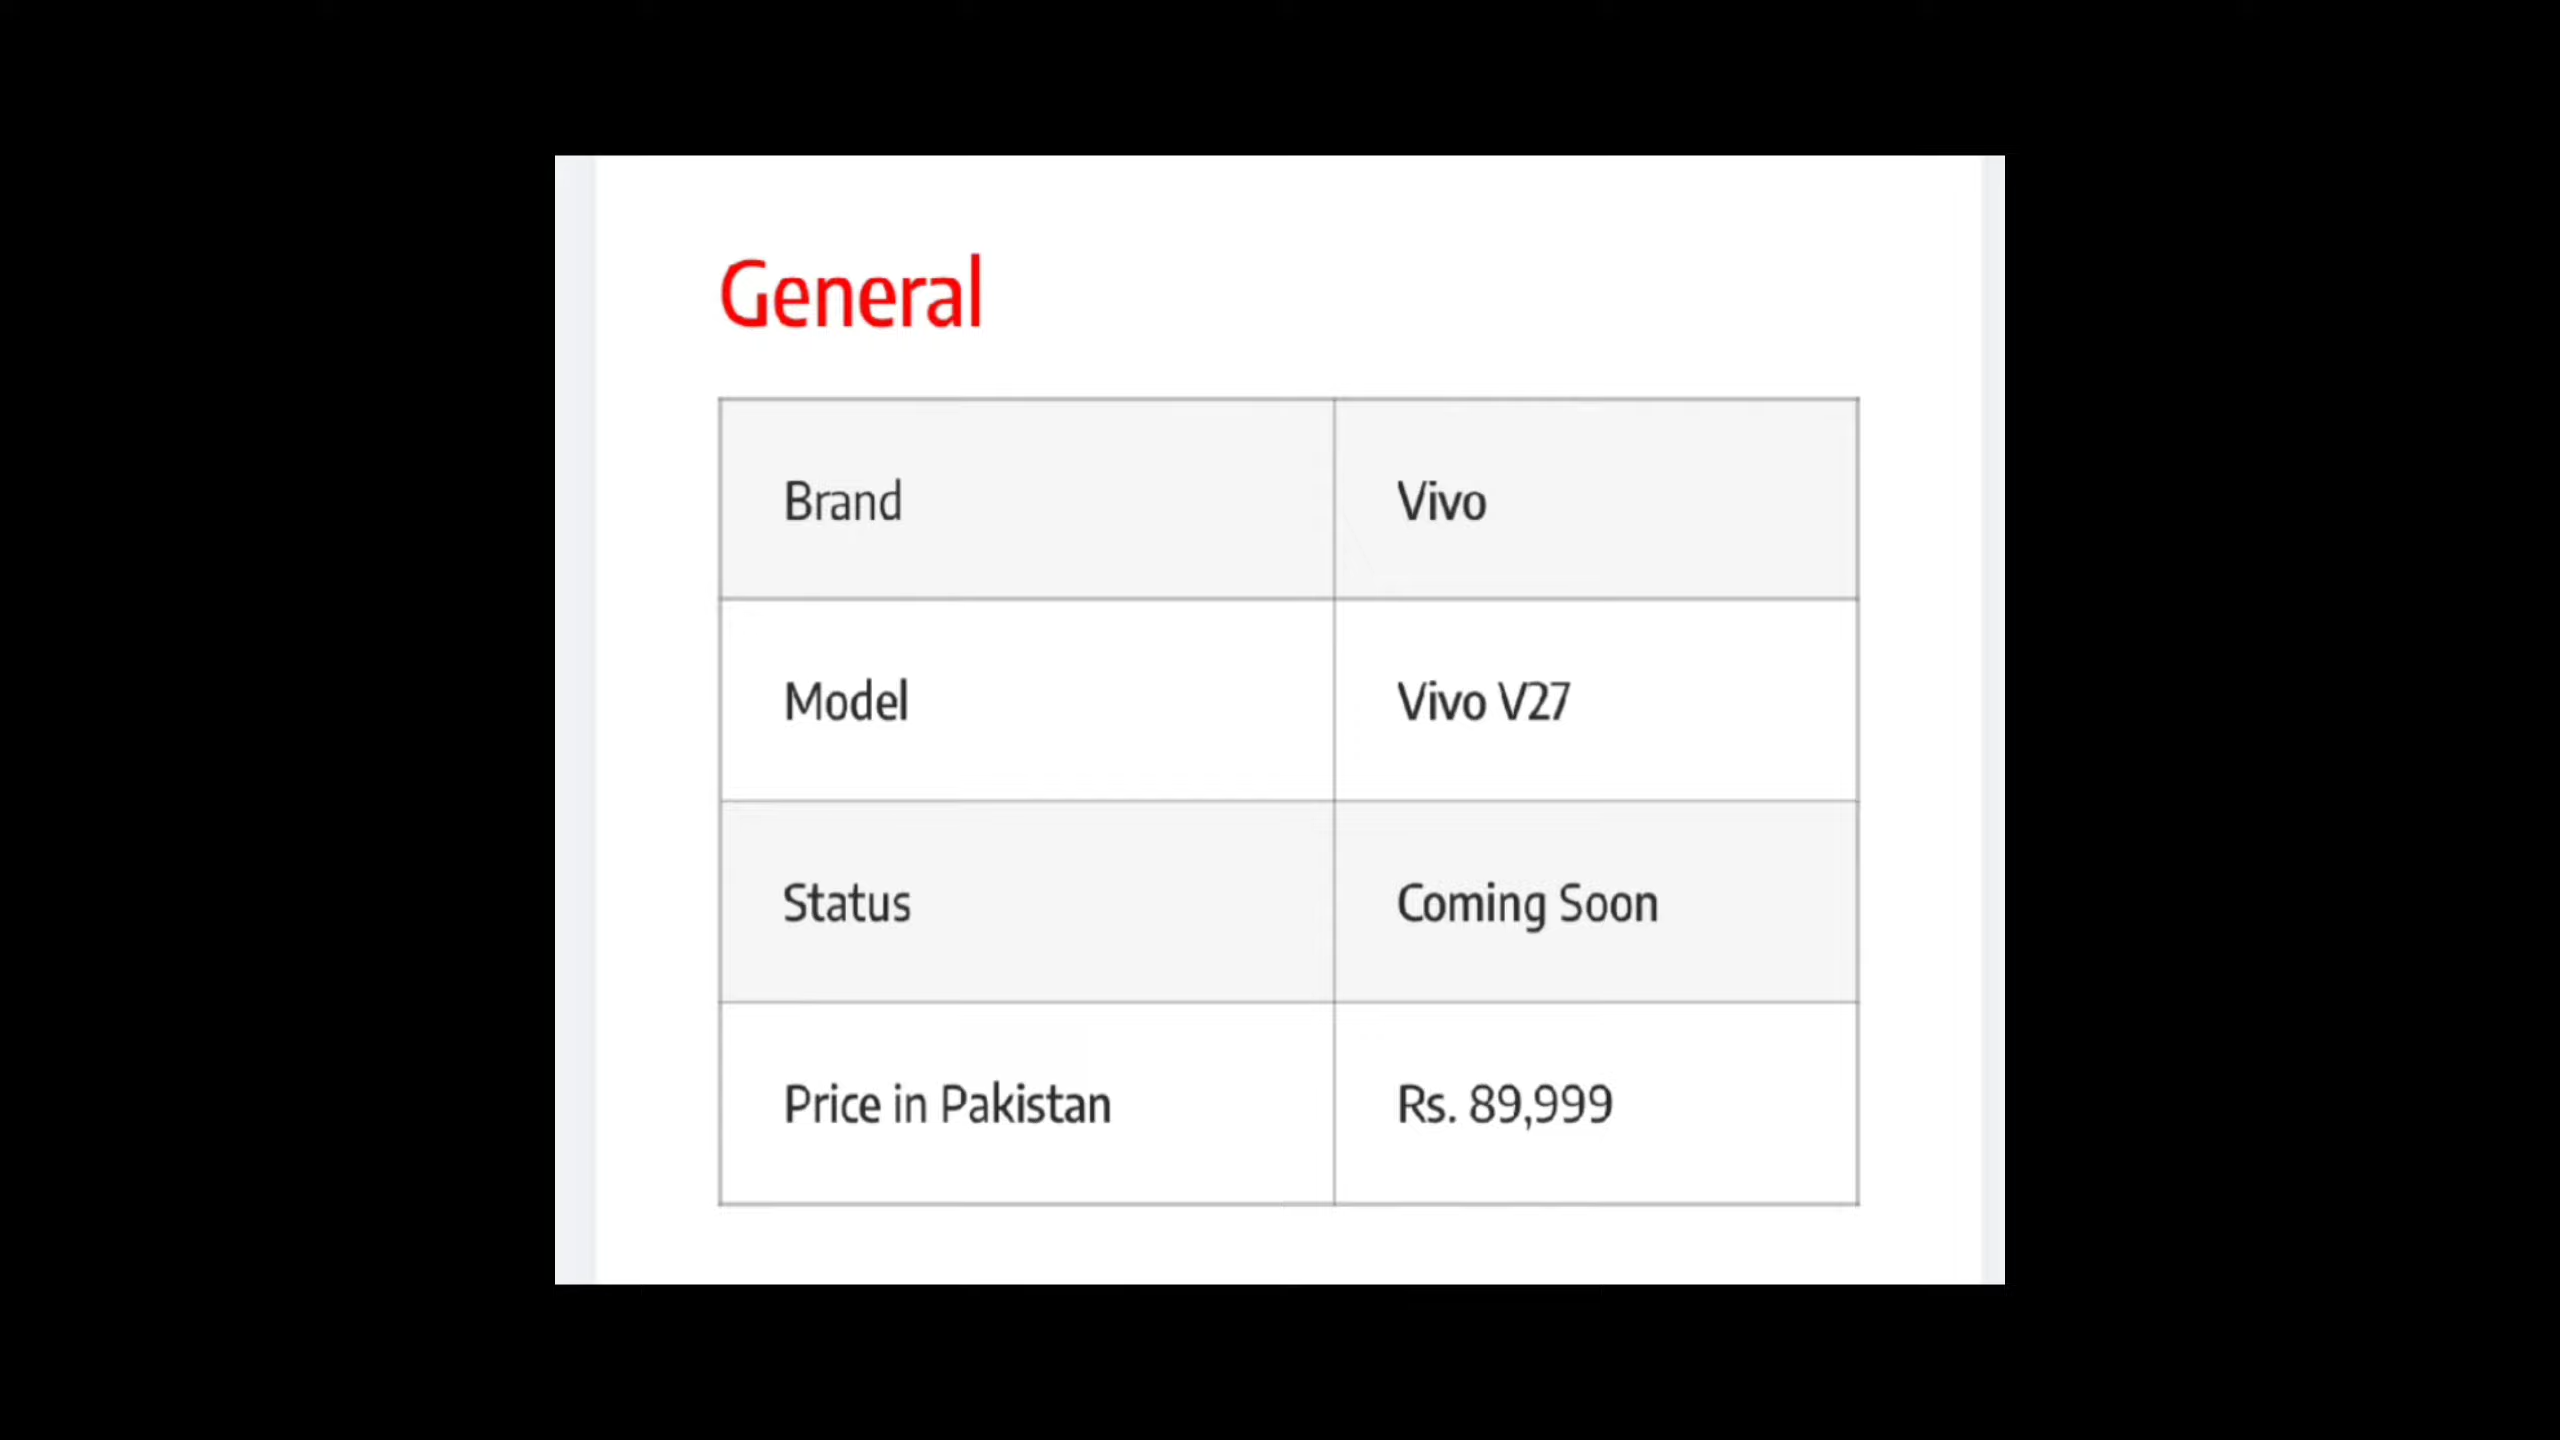 General
Brand Vivo
Model Vivo V27
Status Coming Soon
Price in Pakistan Rs. 89,999